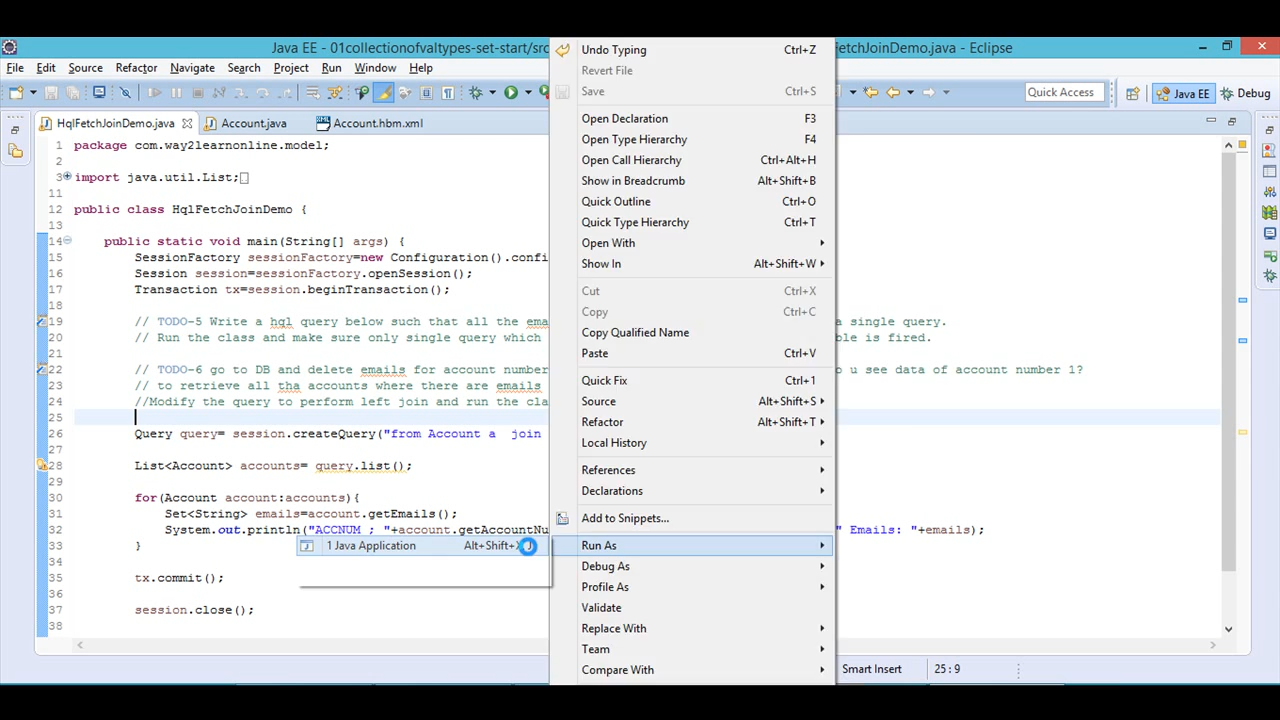 Java EE - 01collectionofvaltypes-set-start/src FetchJoinDemo.java - Eclipse
File Edit Source Refactor Navigate Search Project Run Window Help
Quick Access Java EE Debug
HqlFetchJoinDemo.java Account.java Account.hbm.xml
1 package com.way2learnonline.model;
2
3 import java.util.List;
11
12 public class HqlFetchJoinDemo {
13
14 public static void main(String[] args) {
15 SessionFactory sessionFactory=new Configuration().confi
16 Session session=sessionFactory.openSession();
17 Transaction tx=session.beginTransaction();
18
19 // TODO-5 Write a hql query below such that all the ema a single query.
20 // Run the class and make sure only single query which ble is fired.
21
22 // TODO-6 go to DB and delete emails for account number o u see data of account number 1?
23 // to retrieve all tha accounts where there are emails
24 //Modify the query to perform left join and run the cla
25
26 Query query= session.createQuery("from Account a join
27
28 List<Account> accounts= query.list();
29
30 for(Account account:accounts){
31 Set<String> emails=account.getEmails();
32 System.out.println("ACCNUM ; "+account.getAccountNu " Emails: "+emails);
33 }
34
35 tx.commit();
36
37 session.close();
38
Undo Typing Ctrl+Z
Revert File
Save Ctrl+S
Open Declaration F3
Open Type Hierarchy F4
Open Call Hierarchy Ctrl+Alt+H
Show in Breadcrumb Alt+Shift+B
Quick Outline Ctrl+O
Quick Type Hierarchy Ctrl+T
Open With
Show In Alt+Shift+W
Cut Ctrl+X
Copy Ctrl+C
Copy Qualified Name
Paste Ctrl+V
Quick Fix Ctrl+1
Source Alt+Shift+S
Refactor Alt+Shift+T
Local History
References
Declarations
Add to Snippets...
Run As
Debug As
Profile As
Validate
Replace With
Team
Compare With
1 Java Application Alt+Shift+
Smart Insert 25 : 9